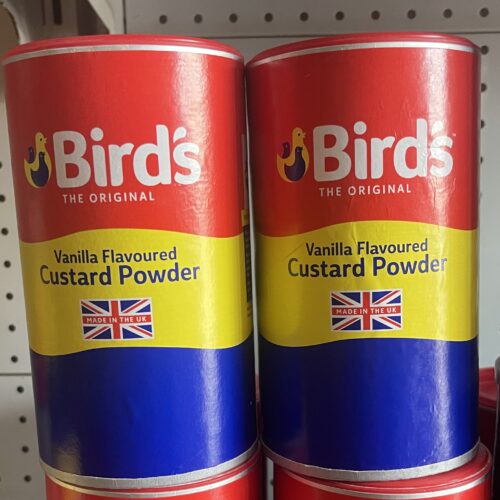 Bird's
THE ORIGINAL
Vanilla Flavoured
Custard Powder
MADE IN THE UK
Bird's
THE ORIGINAL
Vanilla Flavoured
Custard Powder
MADE IN THE UK